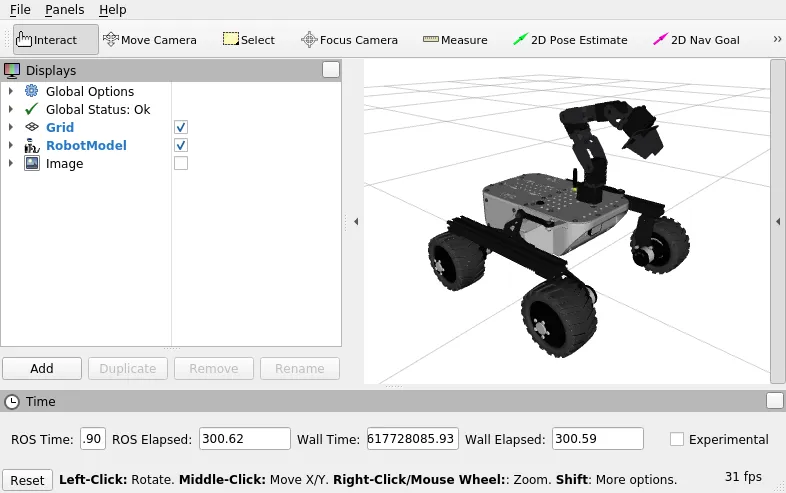 File Panels Help
Interact Move Camera Select Focus Camera Measure 2D Pose Estimate 2D Nav Goal »
Displays
Global Options
Global Status: Ok
Grid
RobotModel
Image
Add Duplicate Remove Rename
Time
ROS Time: .90 ROS Elapsed: 300.62 Wall Time: 617728085.93 Wall Elapsed: 300.59 Experimental
Reset Left-Click: Rotate. Middle-Click: Move X/Y. Right-Click/Mouse Wheel:: Zoom. Shift: More options. 31 fps